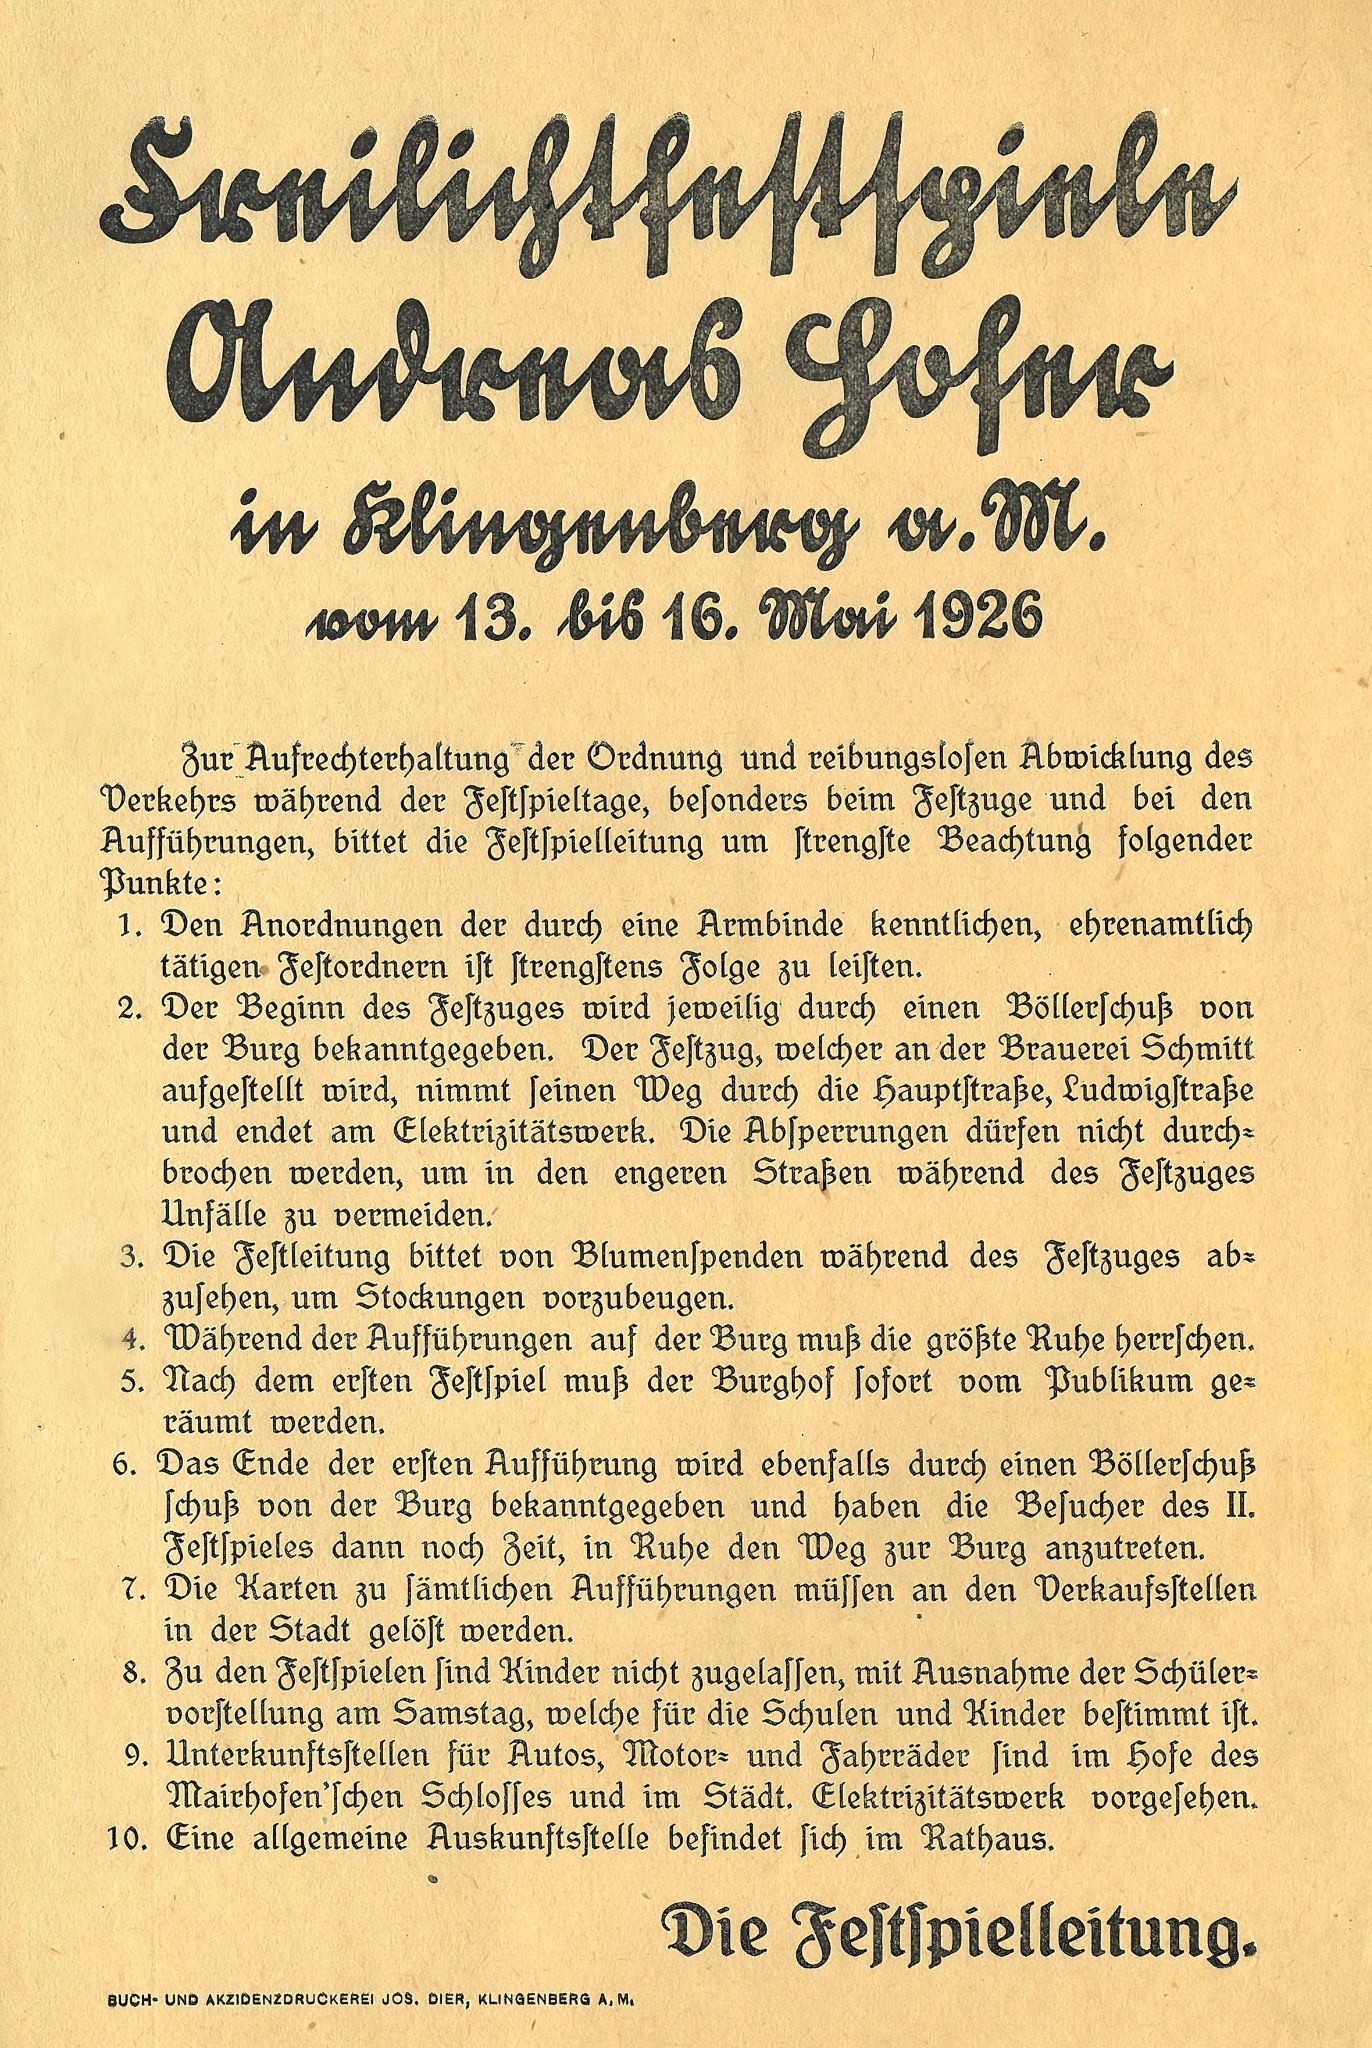 Freilichtfestspiele
Andreas Hofer
in Klingenberg a. M.
vom 13. bis 16. Mai 1926
Zur Aufrechterhaltung der Ordnung und reibungslosen Abwicklung des
Verkehrs während der Festspieltage, besonders beim Festzuge und bei den
Aufführungen, bittet die Festspielleitung um strengste Beachtung folgender
Punkte:
1. Den Anordnungen der durch eine Armbinde kenntlichen, ehrenamtlich
tätigen Festordnern ist strengstens Folge zu leisten.
2. Der Beginn des Festzuges wird jeweilig durch einen Böllerschuß von
der Burg bekanntgegeben. Der Festzug, welcher an der Brauerei Schmitt
aufgestellt wird, nimmt seinen Weg durch die Hauptstraße, Ludwigstraße
und endet am Elektrizitätswerk. Die Absperrungen dürfen nicht durch-
brochen werden, um in den engeren Straßen während des Festzuges
Unfälle zu vermeiden.
3. Die Festleitung bittet von Blumenspenden während des Festzuges ab-
zusehen, um Stockungen vorzubeugen.
4. Während der Aufführungen auf der Burg muß die größte Ruhe herrschen.
5. Nach dem ersten Festspiel muß der Burghof sofort vom Publikum ge-
räumt werden.
6. Das Ende der ersten Aufführung wird ebenfalls durch einen Böllerschuß
schuß von der Burg bekanntgegeben und haben die Besucher des II.
Festspieles dann noch Zeit, in Ruhe den Weg zur Burg anzutreten.
7. Die Karten zu sämtlichen Aufführungen müssen an den Verkaufsstellen
in der Stadt gelöst werden.
8. Zu den Festspielen sind Kinder nicht zugelassen, mit Ausnahme der Schüler-
vorstellung am Samstag, welche für die Schulen und Kinder bestimmt ist.
9. Unterkunftsstellen für Autos, Motor- und Fahrräder sind im Hofe des
Mairhofen'schen Schlosses und im Städt. Elektrizitätswerk vorgesehen.
10. Eine allgemeine Auskunftsstelle befindet sich im Rathaus.
Die Festspielleitung.
BUCH- UND AKZIDENZDRUCKEREI JOS. DIER, KLINGENBERG A. M.